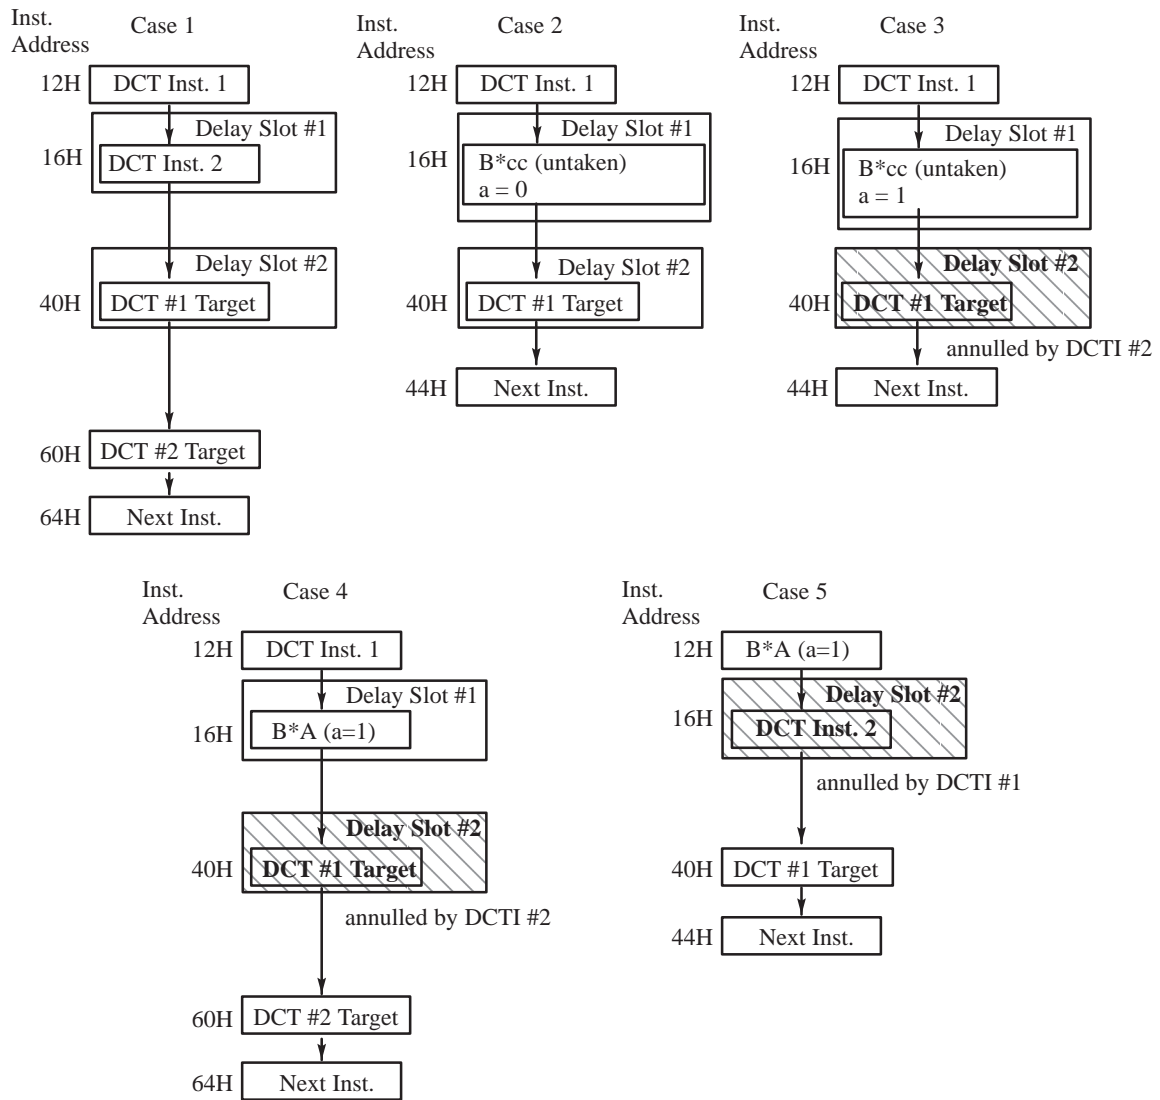 Inst.
Address
Case 1
12H
DCT Inst. 1
Delay Slot #1
16H
DCT Inst. 2
Delay Slot #2
40H
DCT #1 Target
60H
DCT #2 Target
64H
Next Inst.
Inst.
Address
Case 2
12H
DCT Inst. 1
Delay Slot #1
16H
B*cc (untaken)
a = 0
Delay Slot #2
40H
DCT #1 Target
44H
Next Inst.
Inst.
Address
Case 3
12H
DCT Inst. 1
Delay Slot #1
16H
B*cc (untaken)
a = 1
Delay Slot #2
40H
DCT #1 Target
annulled by DCTI #2
44H
Next Inst.
Inst.
Address
Case 4
12H
DCT Inst. 1
Delay Slot #1
16H
B*A (a=1)
Delay Slot #2
40H
DCT #1 Target
annulled by DCTI #2
60H
DCT #2 Target
64H
Next Inst.
Inst.
Address
Case 5
12H
B*A (a=1)
Delay Slot #2
16H
DCT Inst. 2
annulled by DCTI #1
40H
DCT #1 Target
44H
Next Inst.